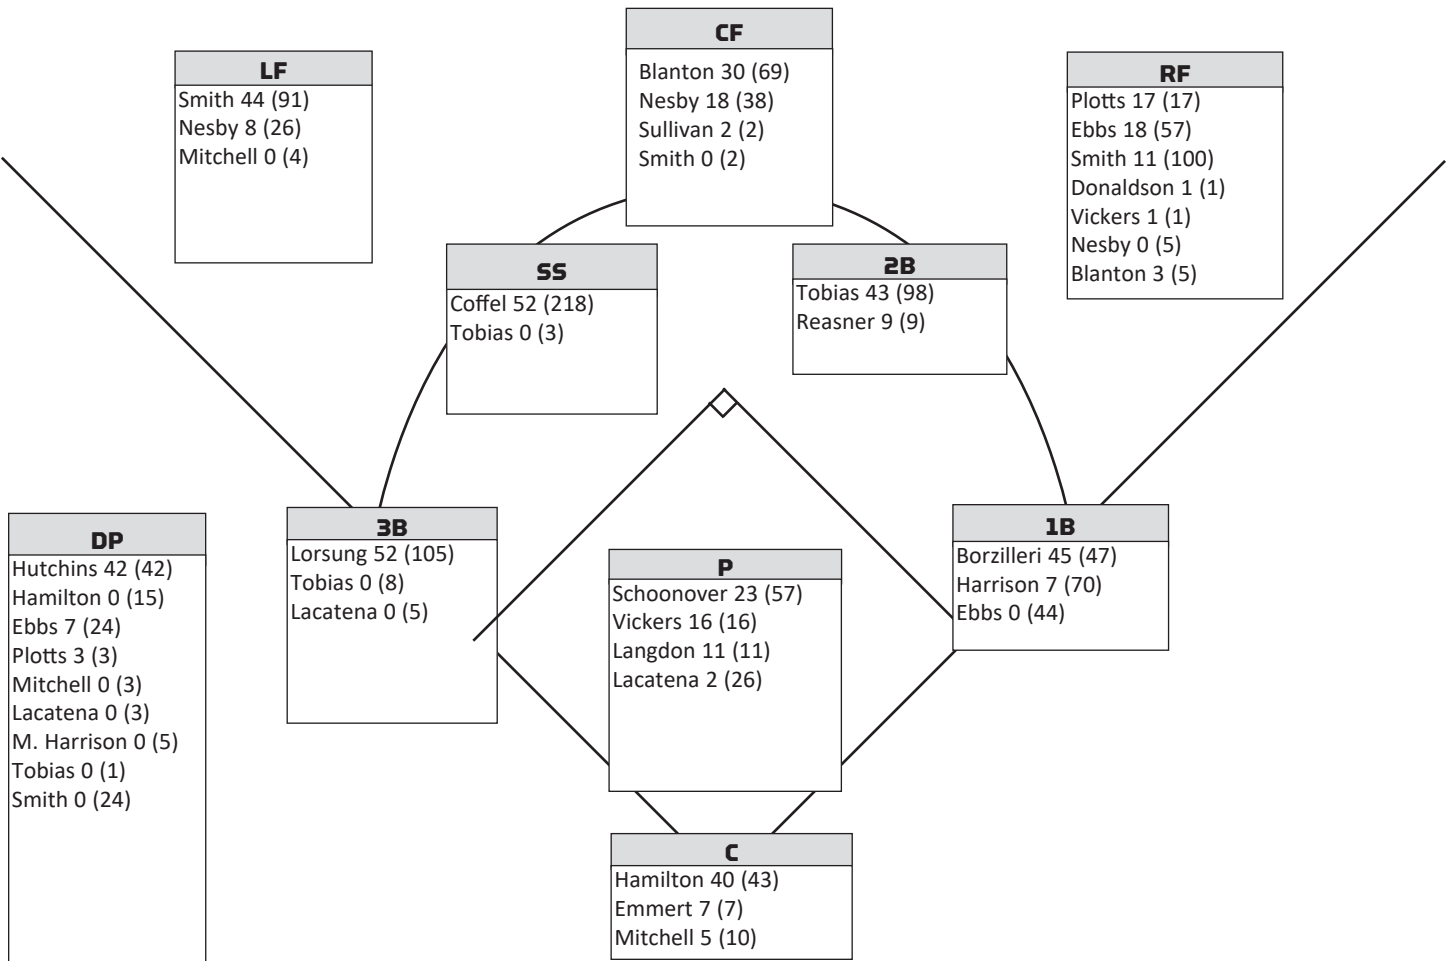 CF
Blanton 30 (69)
Nesby 18 (38)
Sullivan 2 (2)
Smith 0 (2)
LF
Smith 44 (91)
Nesby 8 (26)
Mitchell 0 (4)
RF
Plotts 17 (17)
Ebbs 18 (57)
Smith 11 (100)
Donaldson 1 (1)
Vickers 1 (1)
Nesby 0 (5)
Blanton 3 (5)
SS
Coffel 52 (218)
Tobias 0 (3)
2B
Tobias 43 (98)
Reasner 9 (9)
DP
Hutchins 42 (42)
Hamilton 0 (15)
Ebbs 7 (24)
Plotts 3 (3)
Mitchell 0 (3)
Lacatena 0 (3)
M. Harrison 0 (5)
Tobias 0 (1)
Smith 0 (24)
3B
Lorsung 52 (105)
Tobias 0 (8)
Lacatena 0 (5)
P
Schoonover 23 (57)
Vickers 16 (16)
Langdon 11 (11)
Lacatena 2 (26)
1B
Borzilleri 45 (47)
Harrison 7 (70)
Ebbs 0 (44)
C
Hamilton 40 (43)
Emmert 7 (7)
Mitchell 5 (10)